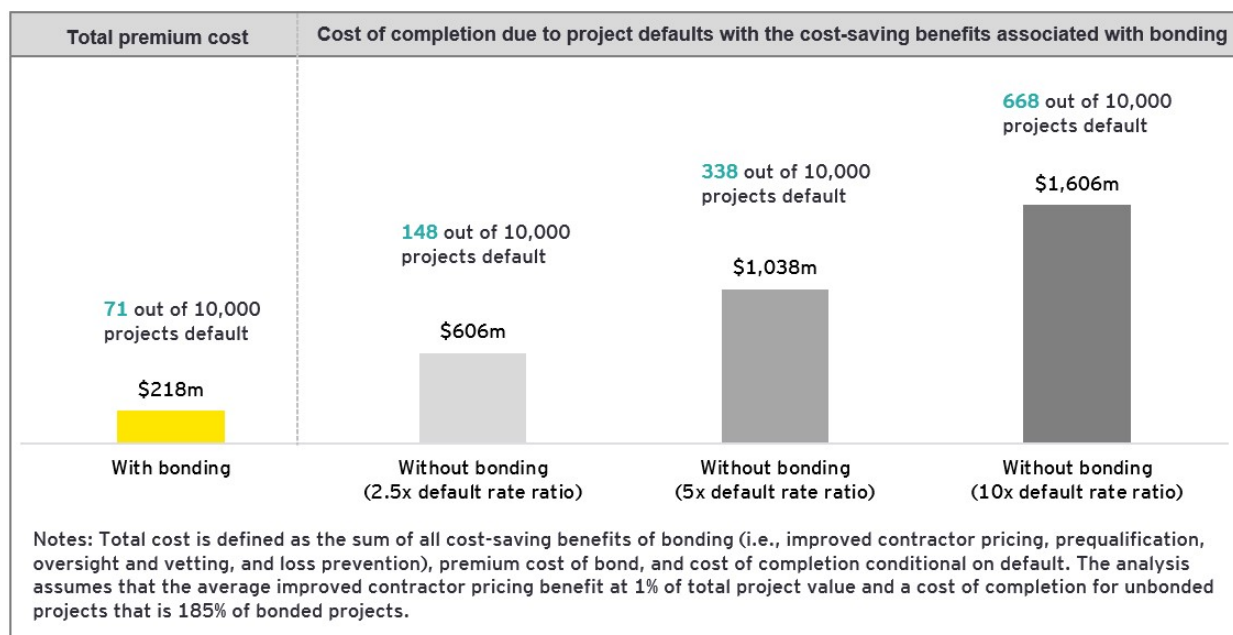 Total premium cost
Cost of completion due to project defaults with the cost-saving benefits associated with bonding
71 out of 10,000
projects default
$218m
With bonding
148 out of 10,000
projects default
$606m
Without bonding
(2.5x default rate ratio)
338 out of 10,000
projects default
$1,038m
Without bonding
(5x default rate ratio)
668 out of 10,000
projects default
$1,606m
Without bonding
(10x default rate ratio)
Notes: Total cost is defined as the sum of all cost-saving benefits of bonding (i.e., improved contractor pricing, prequalification,
oversight and vetting, and loss prevention), premium cost of bond, and cost of completion conditional on default. The analysis
assumes that the average improved contractor pricing benefit at 1% of total project value and a cost of completion for unbonded
projects that is 185% of bonded projects.